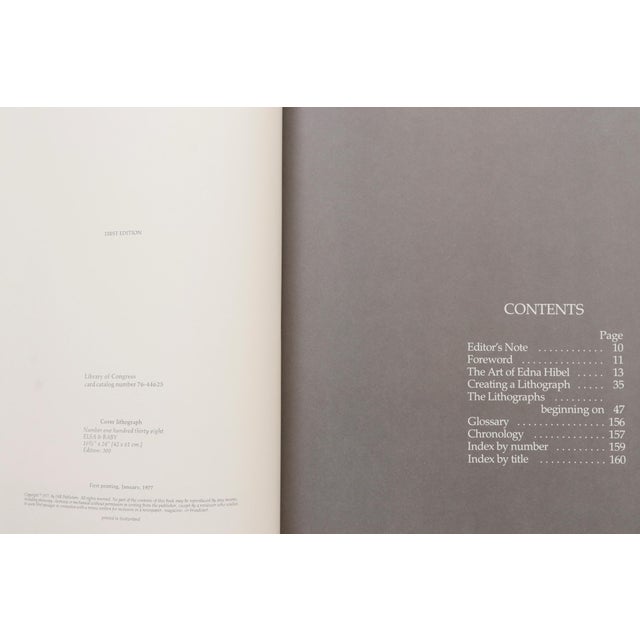 FIRST EDITION
Library of Congress
card catalog number 76-44625
Cover lithograph
Number one hundred thirty eight
ELSA & BABY
Edition: 300
First printing, January, 1977
printed in Switzerland
CONTENTS
Page
Editor's Note . . . . . . . . . . . 10
Foreword . . . . . . . . . . . . . . 11
The Art of Edna Hibel . . . . . 13
Creating a Lithograph . . . . . 35
The Lithographs . . . . . . . . .
beginning on 47
Glossary . . . . . . . . . . . . . . 156
Chronology . . . . . . . . . . . . 157
Index by number . . . . . . . . 159
Index by title . . . . . . . . . . . 160